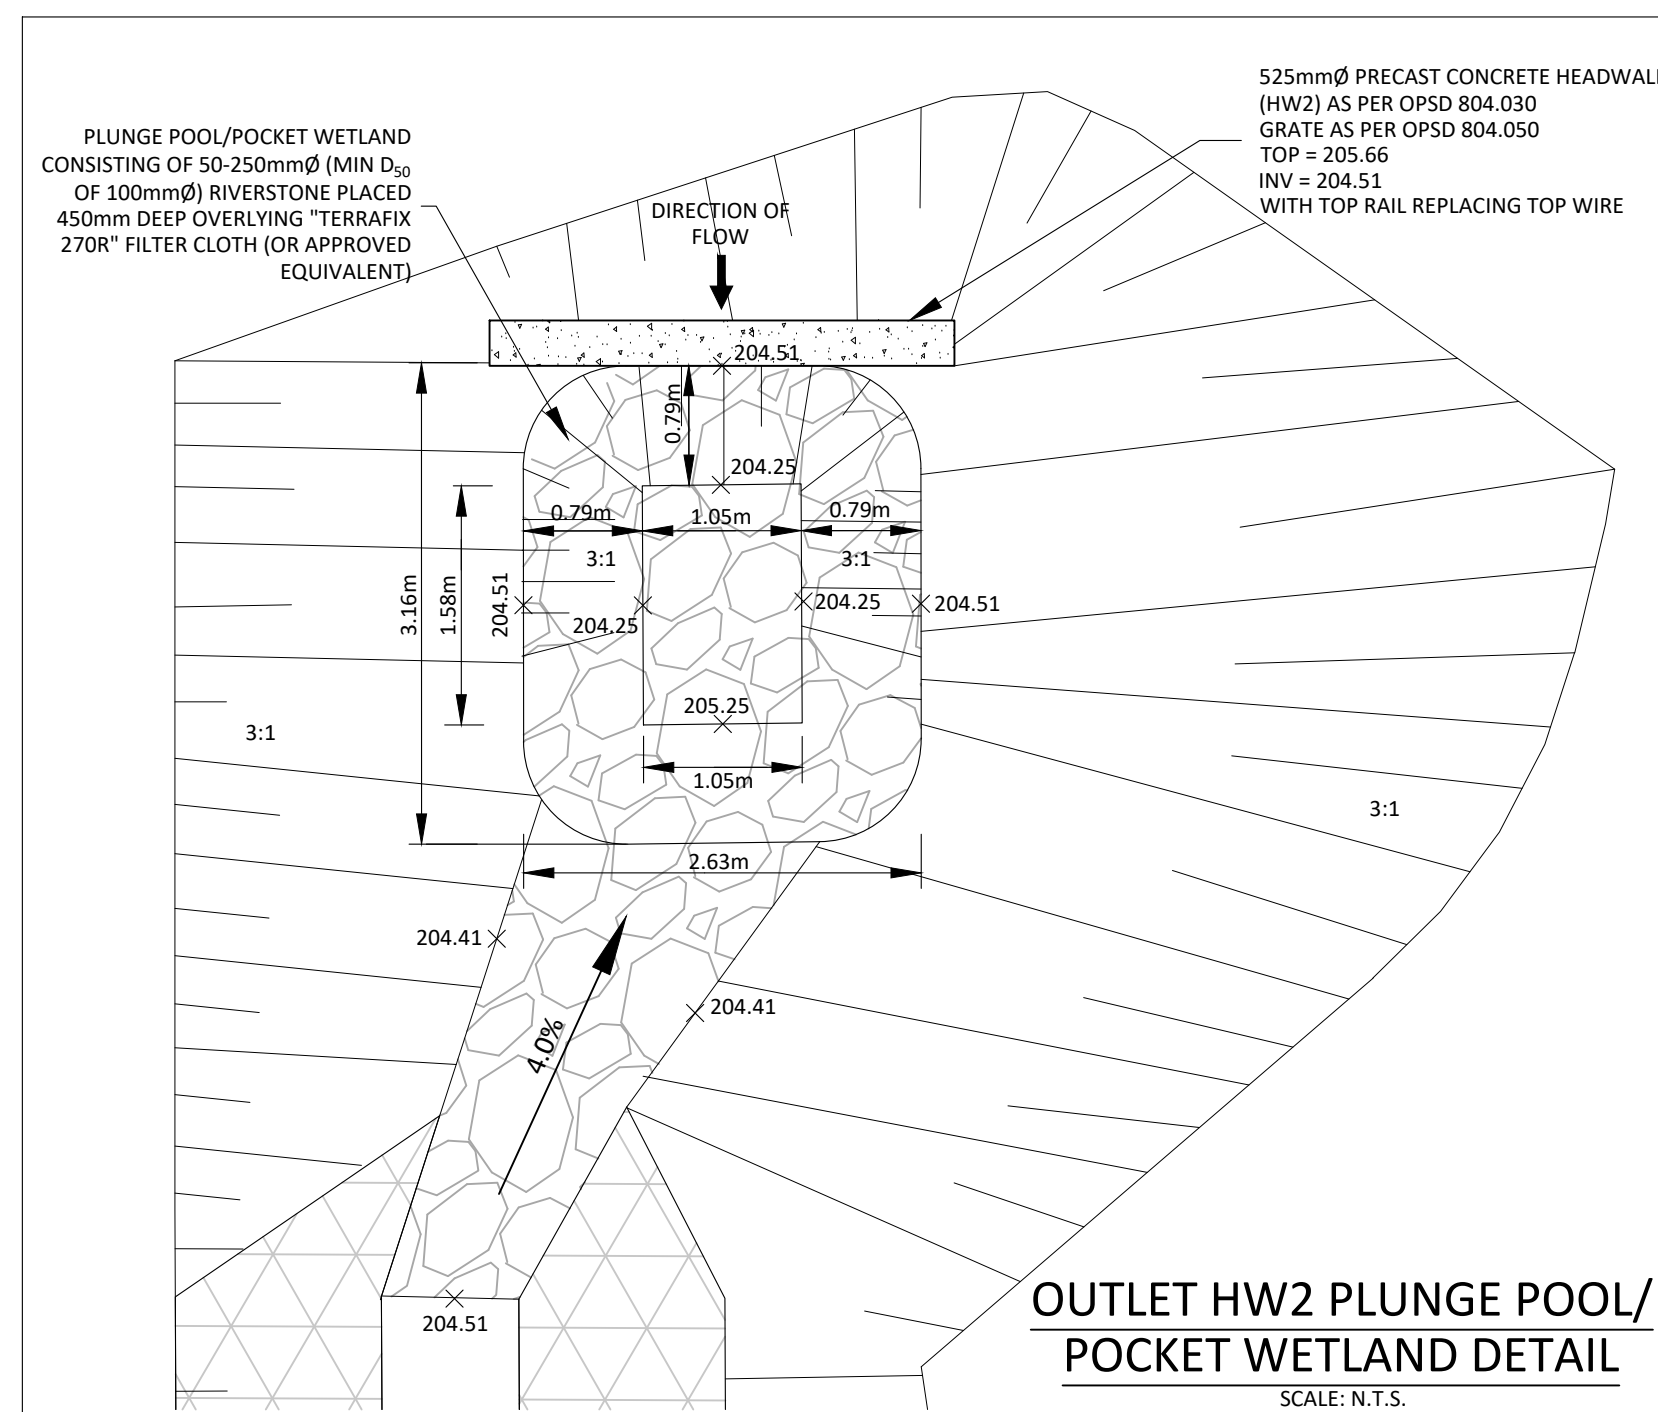 525mmØ PRECAST CONCRETE HEADWALL
(HW2) AS PER OPSD 804.030
GRATE AS PER OPSD 804.050
TOP = 205.66
INV = 204.51
WITH TOP RAIL REPLACING TOP WIRE
PLUNGE POOL/POCKET WETLAND
CONSISTING OF 50-250mmØ (MIN D50
OF 100mmØ) RIVERSTONE PLACED
450mm DEEP OVERLYING "TERRAFIX
270R" FILTER CLOTH (OR APPROVED
EQUIVALENT)
DIRECTION OF
FLOW
204.51
0.79m
204.25
0.79m
1.05m
0.79m
3:1
3:1
3.16m
1.58m
204.51
204.25
204.25
204.51
205.25
1.05m
3:1
3:1
2.63m
204.41
204.41
4.0%
204.51
OUTLET HW2 PLUNGE POOL/
POCKET WETLAND DETAIL
SCALE: N.T.S.